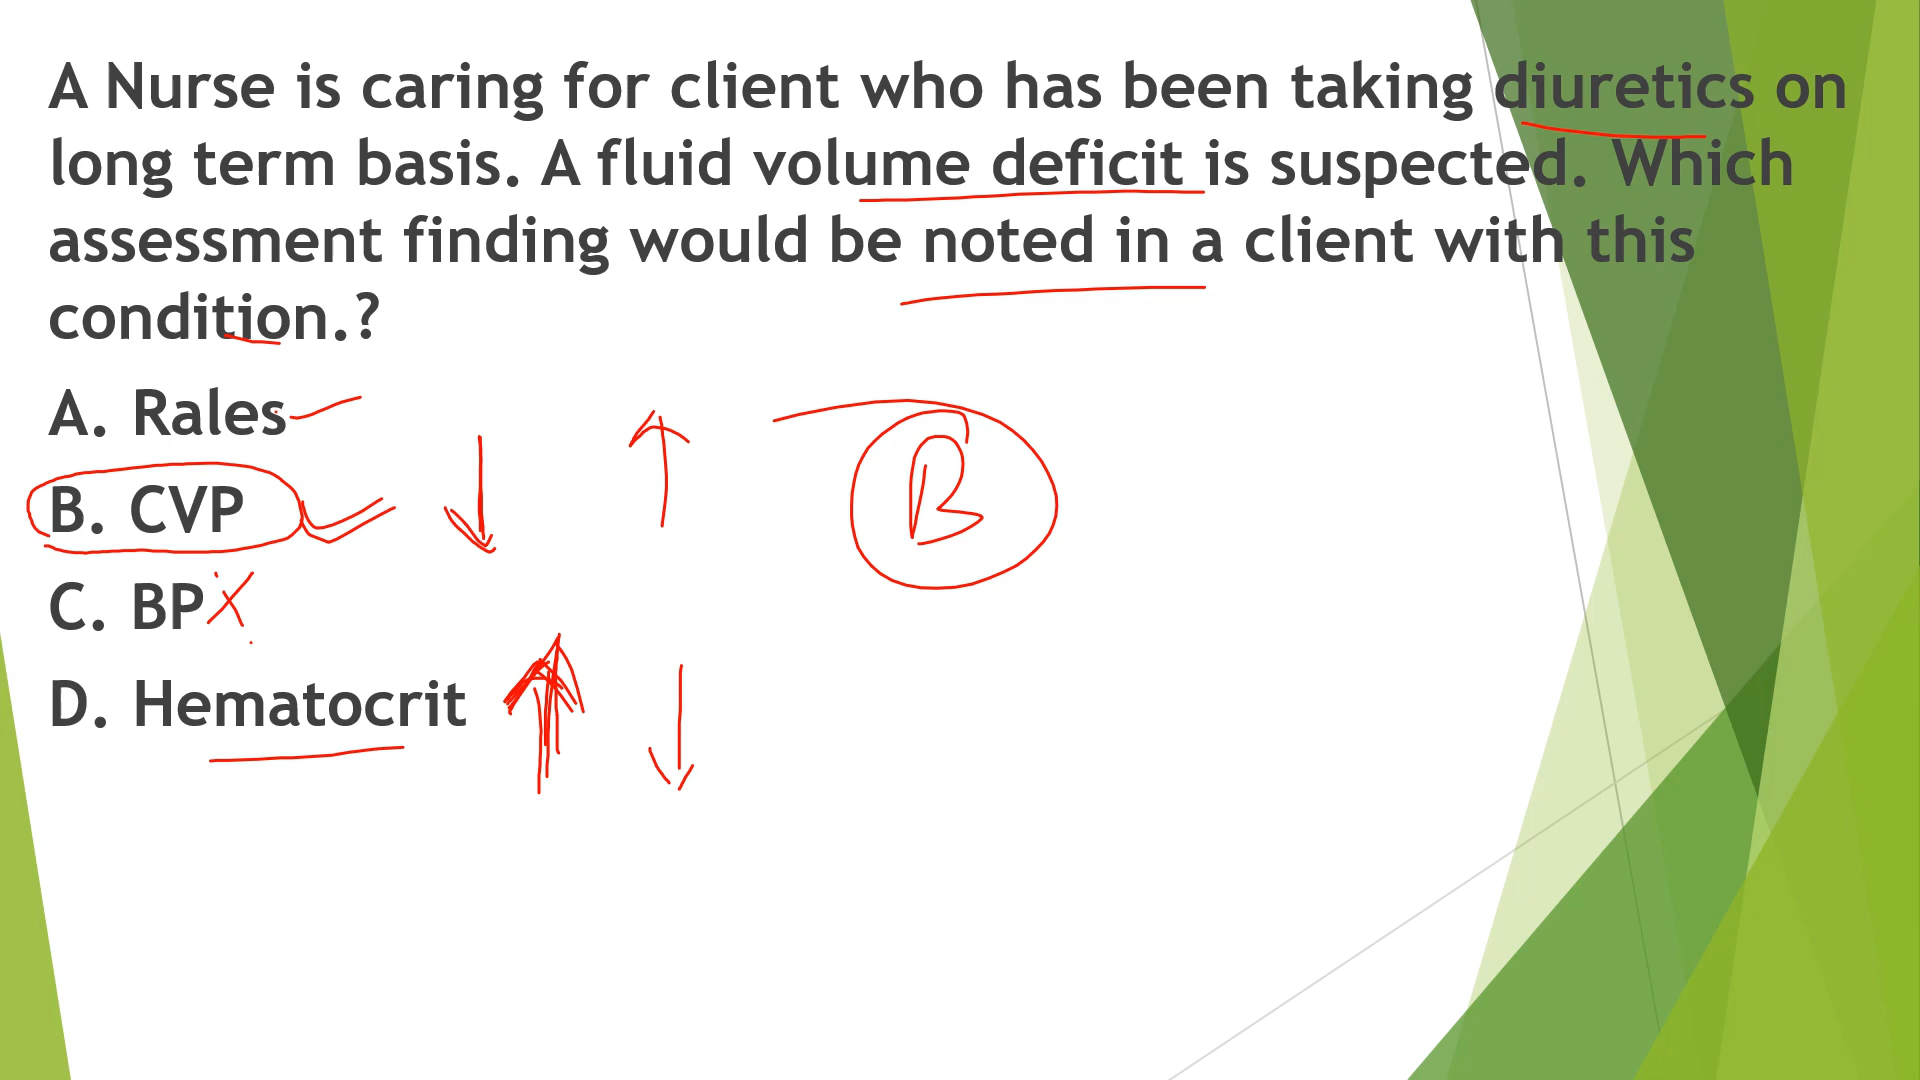 A Nurse is caring for client who has been taking diuretics on
long term basis. A fluid volume deficit is suspected. Which
assessment finding would be noted in a client with this
condition.?
A. Rales
B. CVP
B
C. BP
D. Hematocrit